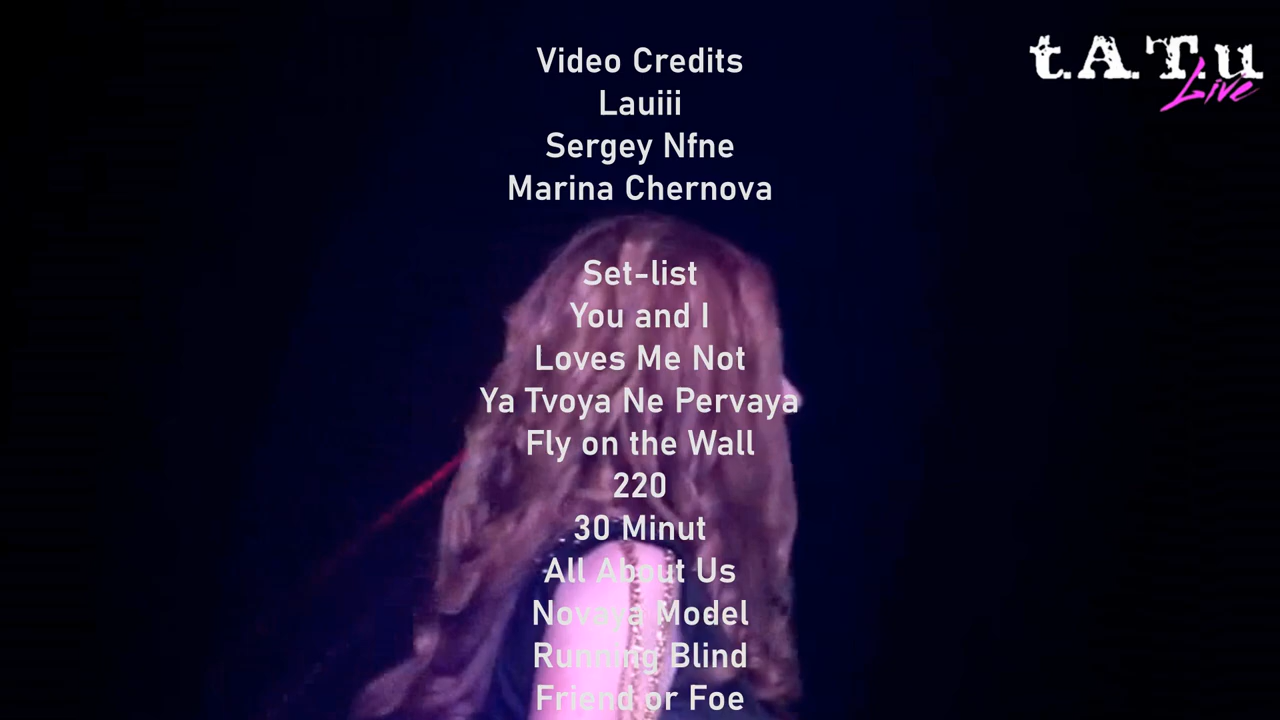 t.A.T.u
Live
Video Credits
Lauiii
Sergey Nfne
Marina Chernova
Set-list
You and I
Loves Me Not
Ya Tvoya Ne Pervaya
Fly on the Wall
220
30 Minut
All About Us
Novaya Model
Running Blind
Friend or Foe